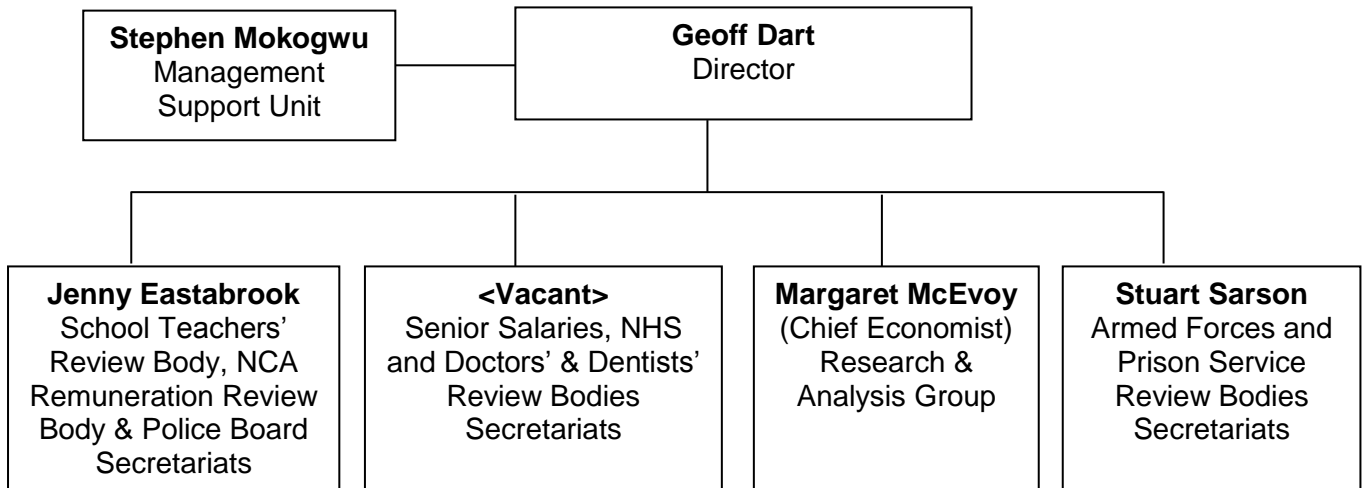 Stephen Mokogwu
Management
Support Unit
Geoff Dart
Director
Jenny Eastabrook
School Teachers’
Review Body, NCA
Remuneration Review
Body & Police Board
Secretariats
<Vacant>
Senior Salaries, NHS
and Doctors’ & Dentists’
Review Bodies
Secretariats
Margaret McEvoy
(Chief Economist)
Research &
Analysis Group
Stuart Sarson
Armed Forces and
Prison Service
Review Bodies
Secretariats